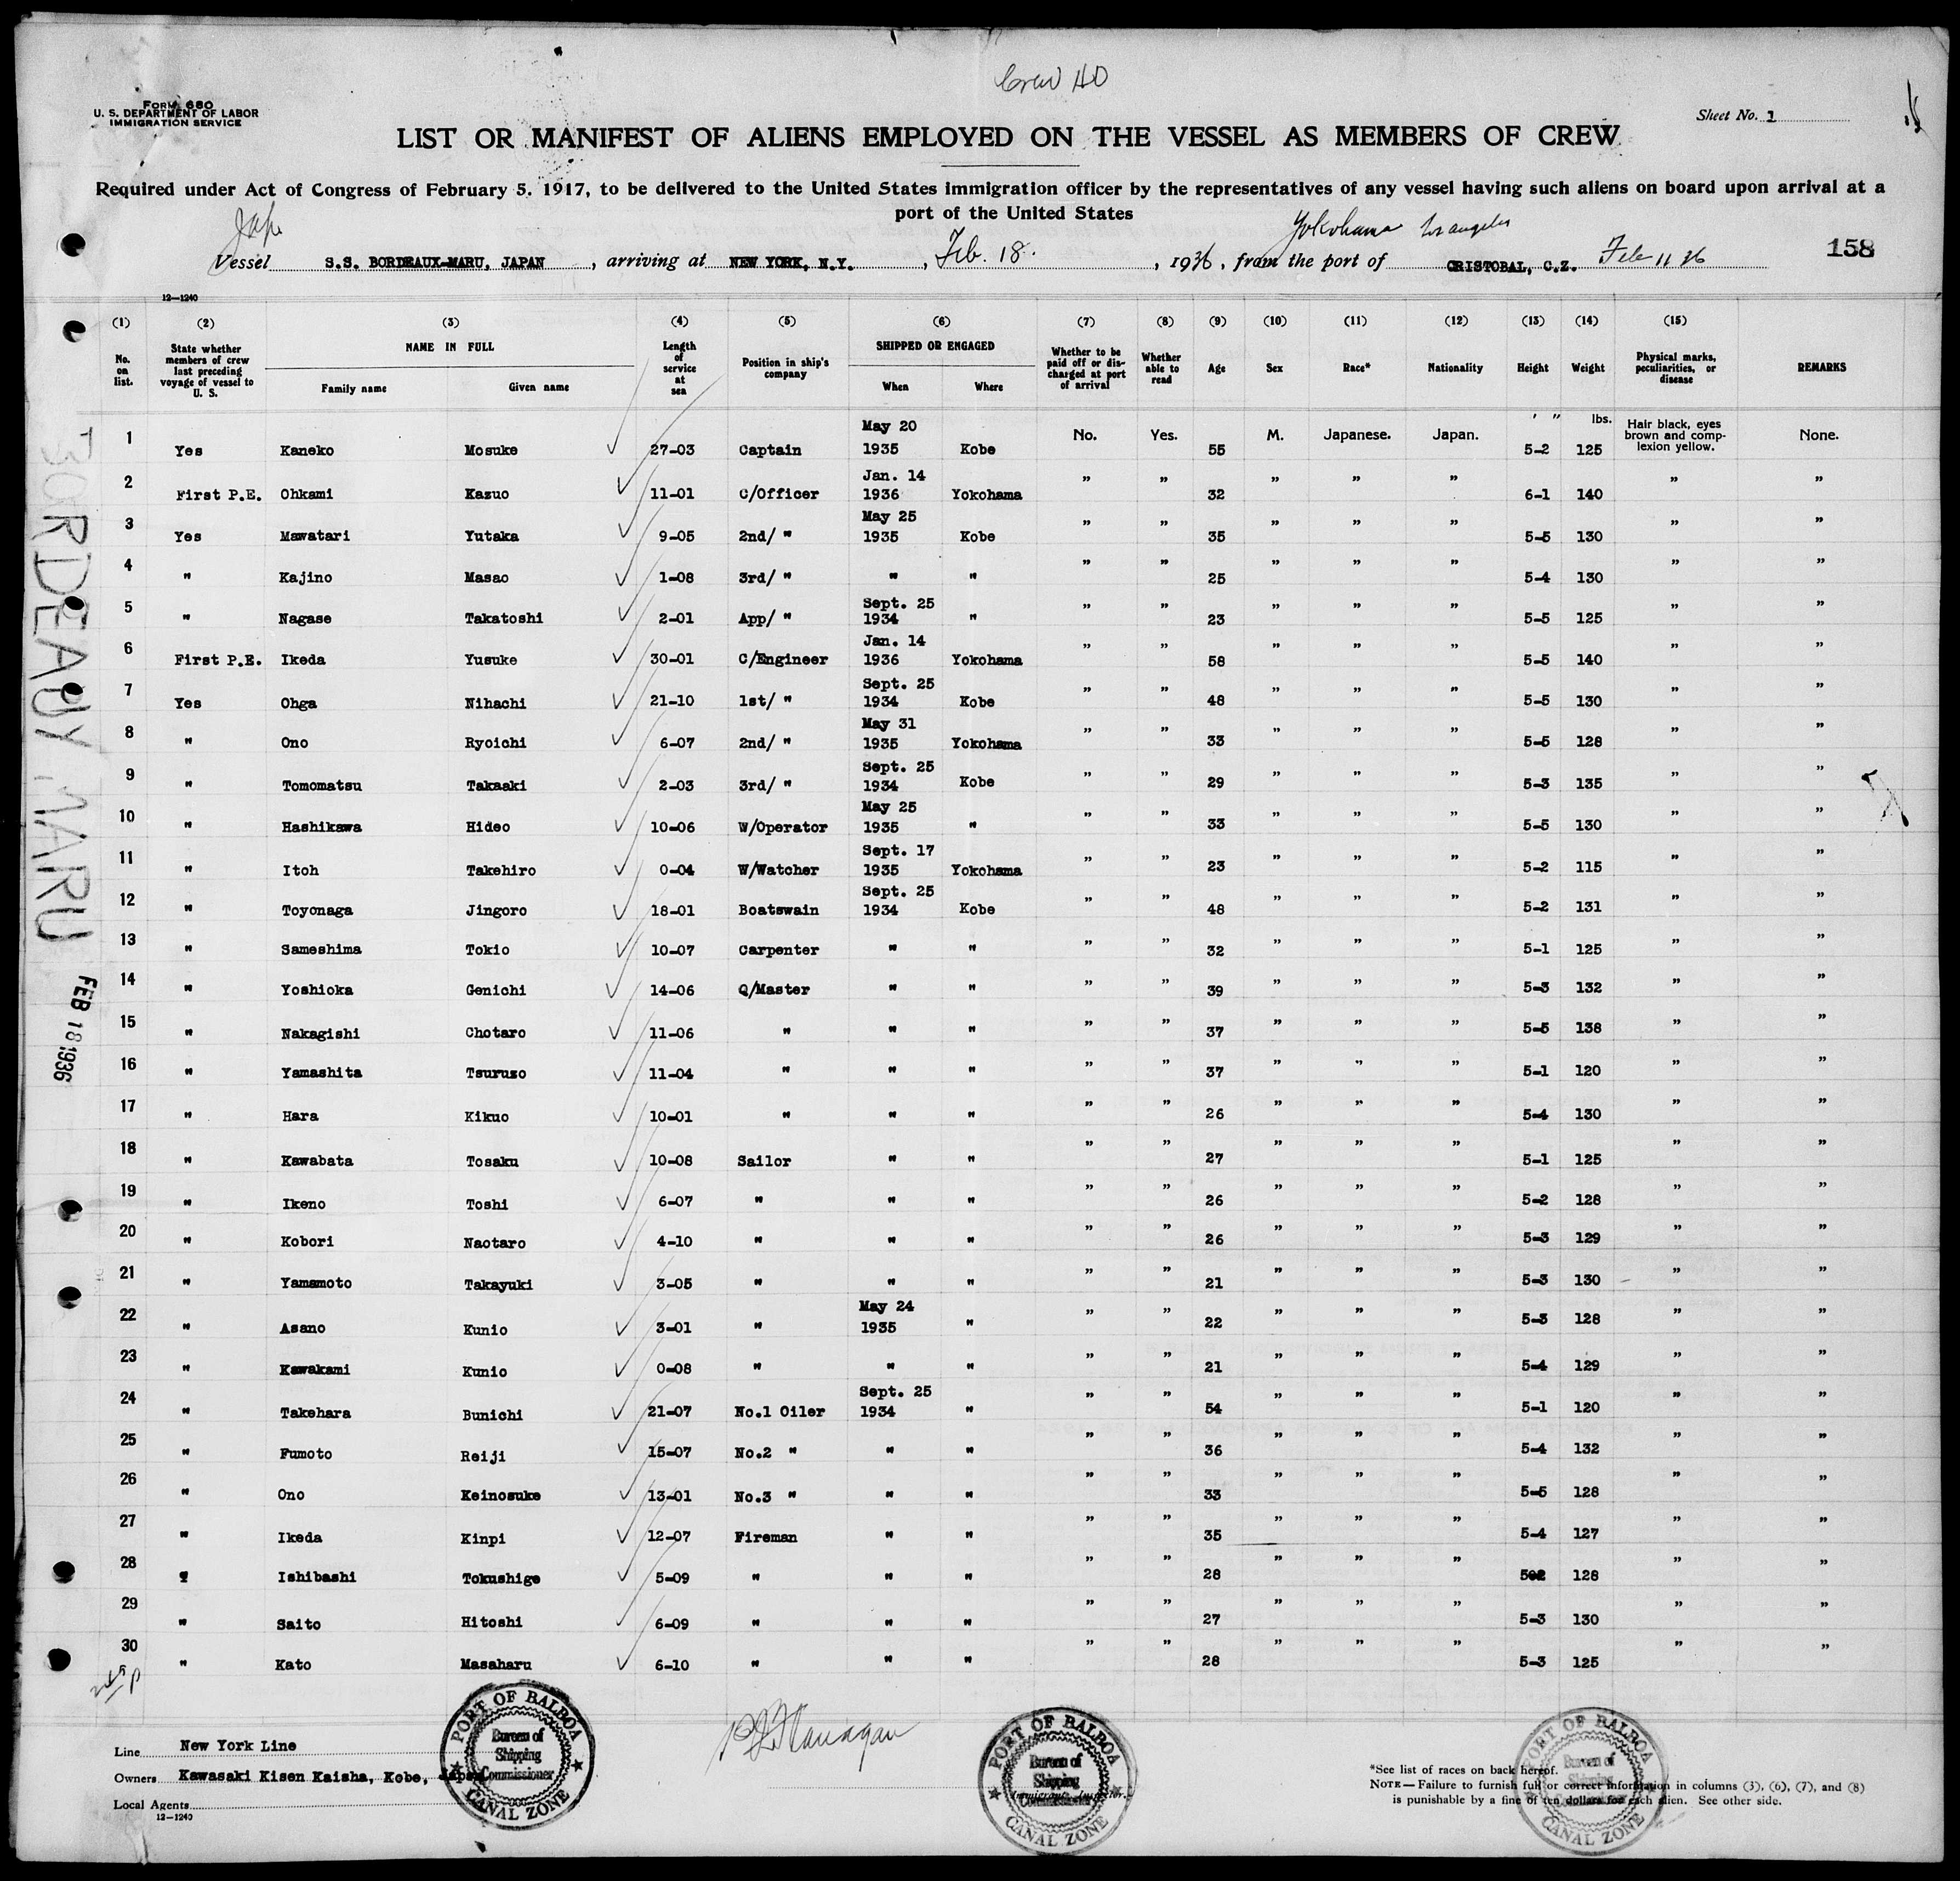 Crew 40
Form 680
U. S. DEPARTMENT OF LABOR
IMMIGRATION SERVICE
Sheet No. 1
LIST OR MANIFEST OF ALIENS EMPLOYED ON THE VESSEL AS MEMBERS OF CREW
Required under Act of Congress of February 5. 1917, to be delivered to the United States immigration officer by the representatives of any vessel having such aliens on board upon arrival at a
port of the United States
Jap
Yokohama Los angeles
Vessel S.S. BORDEAUX-MARU, JAPAN , arriving at NEW YORK, N.Y. , Feb. 18. , 1936 , from the port of CRISTOBAL, C.Z. Feb 11 36
158
12—1240
(1) (2) (3) (4) (5) (6) (7) (8) (9) (10) (11) (12) (13) (14) (15)
No. on list. State whether members of crew last preceding voyage of vessel to U. S. NAME IN FULL Family name Given name Length of service at sea Position in ship's company SHIPPED OR ENGAGED When Where Whether to be paid off or discharged at port of arrival Whether able to read Age Sex Race* Nationality Height Weight Physical marks, peculiarities, or disease REMARKS
1 Yes Kaneko Mosuke 27-03 Captain May 20 1935 Kobe No. Yes. 55 M. Japanese. Japan. ' " 5-2 lbs. 125 Hair black, eyes brown and complexion yellow. None.
2 First P.E. Ohkami Kazuo 11-01 C/Officer Jan. 14 1936 Yokohama " " 32 " " " 6-1 140 " "
3 Yes Mawatari Yutaka 9-05 2nd/ " May 25 1935 Kobe " " 35 " " " 5-5 130 " "
4 " Kajino Masao 1-08 3rd/ " " " " " 25 " " " 5-4 130 " "
5 " Nagase Takatoshi 2-01 App/ " Sept. 25 1934 " " " 23 " " " 5-5 125 " "
6 First P.E. Ikeda Yusuke 30-01 C/Engineer Jan. 14 1936 Yokohama " " 58 " " " 5-5 140 " "
7 Yes Ohga Nihachi 21-10 1st/ " Sept. 25 1934 Kobe " " 48 " " " 5-5 130 " "
8 " Ono Ryoichi 6-07 2nd/ " May 31 1935 Yokohama " " 33 " " " 5-5 128 " "
9 " Tomomatsu Takaaki 2-03 3rd/ " Sept. 25 1934 Kobe " " 29 " " " 5-3 135 " "
10 " Hashikawa Hideo 10-06 W/Operator May 25 1935 " " " 33 " " " 5-5 130 " "
11 " Itoh Takehiro 0-04 W/Watcher Sept. 17 1935 Yokohama " " 23 " " " 5-2 115 " "
12 " Toyonaga Jingoro 18-01 Boatswain Sept. 25 1934 Kobe " " 48 " " " 5-2 131 " "
13 " Sameshima Tokio 10-07 Carpenter " " " " 32 " " " 5-1 125 " "
14 " Yoshioka Genichi 14-06 Q/Master " " " " 39 " " " 5-3 132 " "
15 " Nakagishi Chotaro 11-06 " " " " " 37 " " " 5-5 138 " "
16 " Yamashita Tsuruzo 11-04 " " " " " 37 " " " 5-1 120 " "
17 " Hara Kikuo 10-01 " " " " " 26 " " " 5-4 130 " "
18 " Kawabata Tosaku 10-08 Sailor " " " " 27 " " " 5-1 125 " "
19 " Ikeno Toshi 6-07 " " " " " 26 " " " 5-2 128 " "
20 " Kobori Naotaro 4-10 " " " " " 26 " " " 5-3 129 " "
21 " Yamamoto Takayuki 3-05 " " " " " 21 " " " 5-3 130 " "
22 " Asano Kunio 3-01 " May 24 1935 " " " 22 " " " 5-3 128 " "
23 " Kawakami Kunio 0-08 " " " " " 21 " " " 5-4 129 " "
24 " Takehara Bunichi 21-07 No.1 Oiler Sept. 25 1934 " " " 54 " " " 5-1 120 " "
25 " Fumoto Reiji 15-07 No.2 " " " " " 36 " " " 5-4 132 " "
26 " Ono Keinosuke 13-01 No.3 " " " " " 33 " " " 5-5 128 " "
27 " Ikeda Kinpi 12-07 Fireman " " " " 35 " " " 5-4 127 " "
28 " Ishibashi Tokushige 5-09 " " " " " 28 " " " 128 " "
29 " Saito Hitoshi 6-09 " " " " " 27 " " " 5-3 130 " "
30 " Kato Masaharu 6-10 " " " " " 28 " " " 5-3 125 " "
BORDEAUX MARU
FEB 18 1936
Line New York Line
Owners Kawasaki Kisen Kaisha, Kobe, Japan
Local Agents
12—1240
PORT OF BALBOA
Bureau of
Shipping
Commissioner
CANAL ZONE
P J Flanagan
PORT OF BALBOA
Bureau of
Shipping
Commissioner
CANAL ZONE
Immigrant Inspector.
PORT OF BALBOA
Bureau of
Shipping
Commissioner
CANAL ZONE
*See list of races on back hereof.
NOTE—Failure to furnish full or correct information in columns (3), (6), (7), and (8)
is punishable by a fine of ten dollars for each alien. See other side.